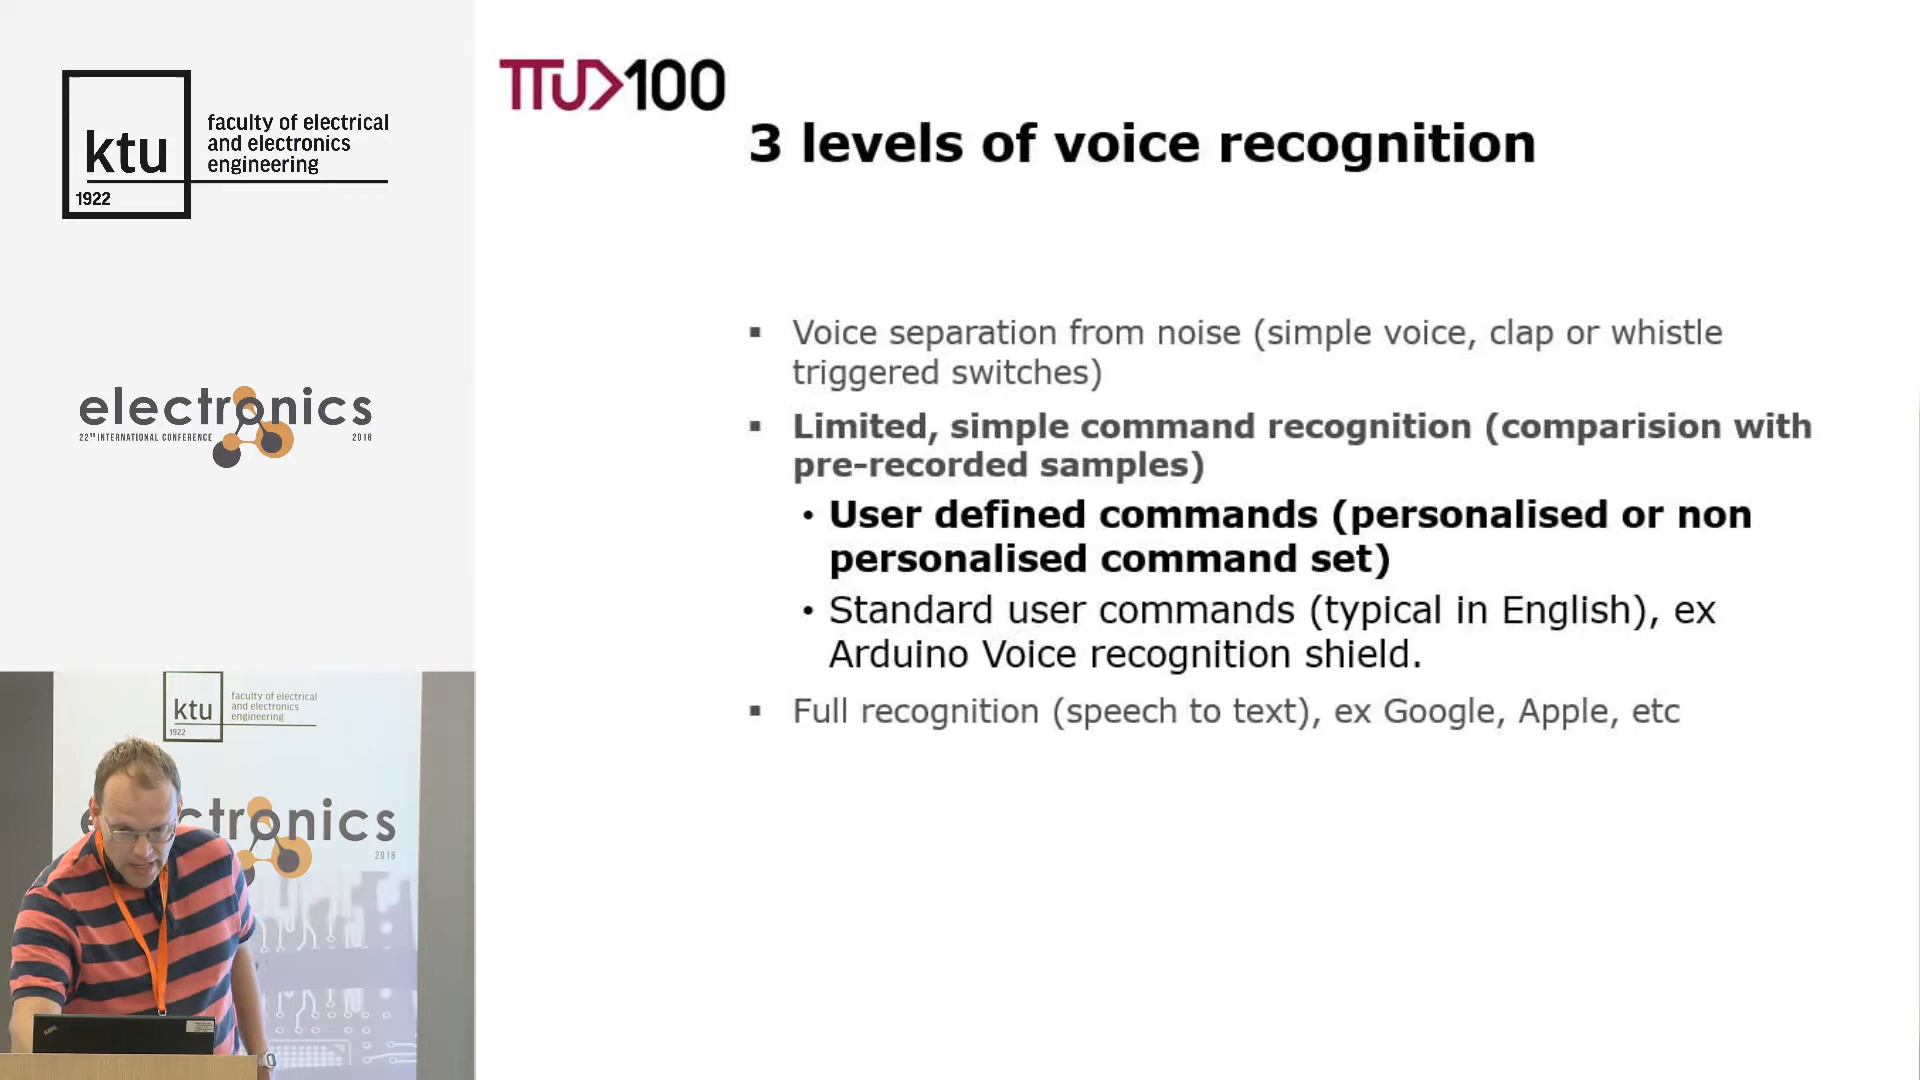 ktu
1922
faculty of electrical
and electronics
engineering
TTU>100
3 levels of voice recognition
electronics
22ND INTERNATIONAL CONFERENCE
2018
Voice separation from noise (simple voice, clap or whistle
triggered switches)
Limited, simple command recognition (comparision with
pre-recorded samples)
User defined commands (personalised or non
personalised command set)
Standard user commands (typical in English), ex
Arduino Voice recognition shield.
Full recognition (speech to text), ex Google, Apple, etc
ktu
1922
faculty of electrical
and electronics
engineering
ctronics
2018